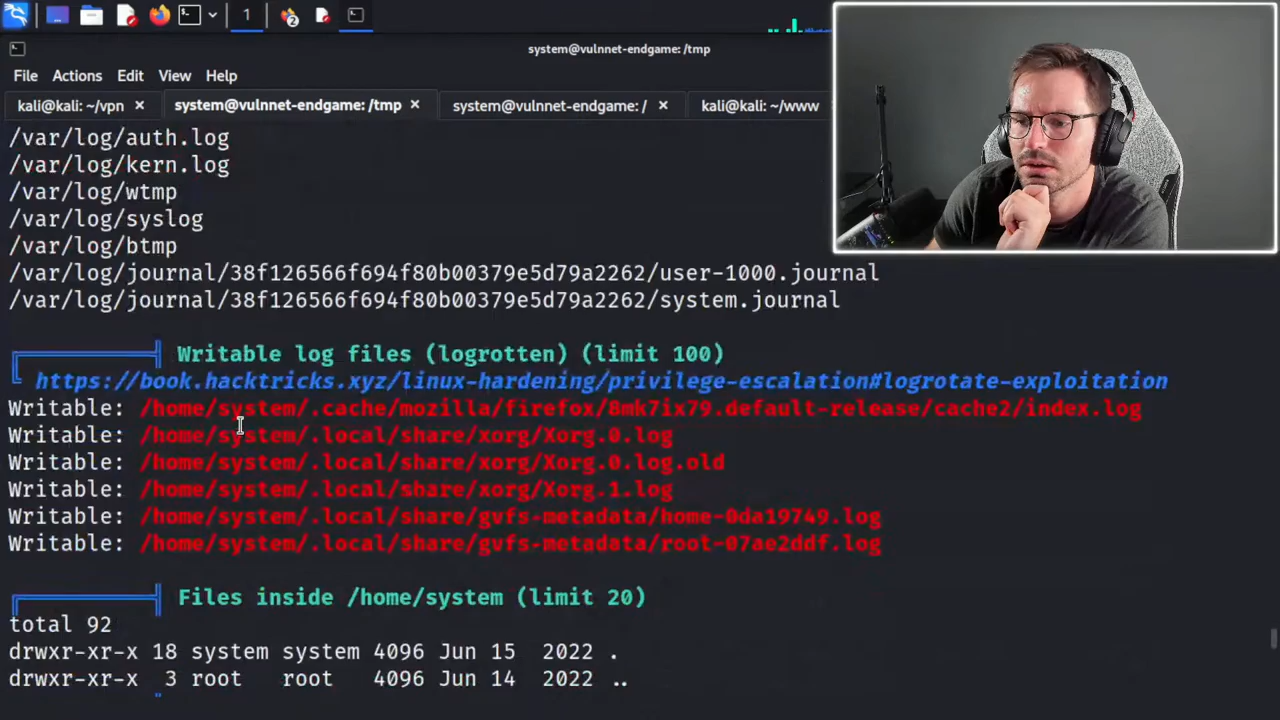 1
2
system@vulnnet-endgame: /tmp
File Actions Edit View Help
kali@kali: ~/vpn system@vulnnet-endgame: /tmp system@vulnnet-endgame: / kali@kali: ~/www
/var/log/auth.log
/var/log/kern.log
/var/log/wtmp
/var/log/syslog
/var/log/btmp
/var/log/journal/38f126566f694f80b00379e5d79a2262/user-1000.journal
/var/log/journal/38f126566f694f80b00379e5d79a2262/system.journal
Writable log files (logrotten) (limit 100)
https://book.hacktricks.xyz/linux-hardening/privilege-escalation#logrotate-exploitation
Writable: /home/system/.cache/mozilla/firefox/8mk7ix79.default-release/cache2/index.log
Writable: /home/system/.local/share/xorg/Xorg.0.log
Writable: /home/system/.local/share/xorg/Xorg.0.log.old
Writable: /home/system/.local/share/xorg/Xorg.1.log
Writable: /home/system/.local/share/gvfs-metadata/home-0da19749.log
Writable: /home/system/.local/share/gvfs-metadata/root-07ae2ddf.log
Files inside /home/system (limit 20)
total 92
drwxr-xr-x 18 system system 4096 Jun 15 2022 .
drwxr-xr-x 3 root root 4096 Jun 14 2022 ..